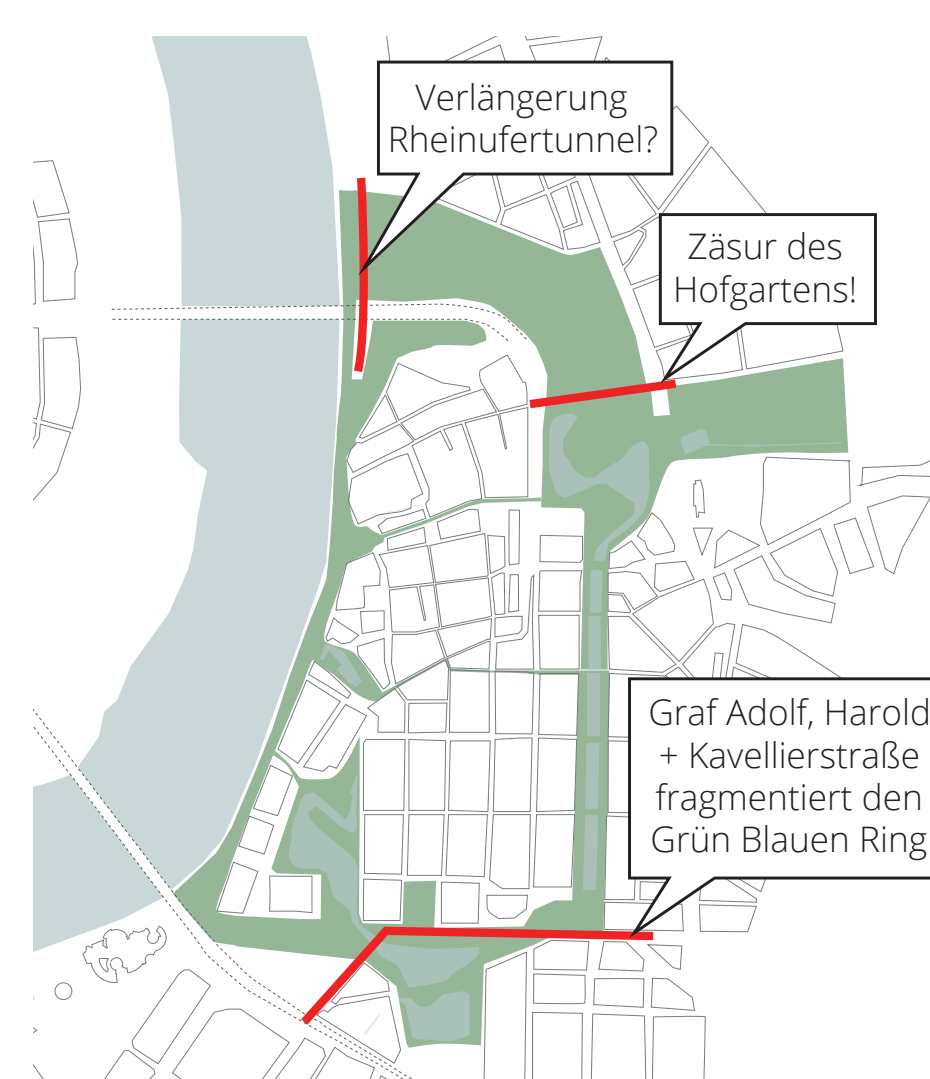 Verlängerung
Rheinufertunnel?
Zäsur des
Hofgartens!
Graf Adolf, Harold
+ Kavellierstraße
fragmentiert den
Grün Blauen Ring